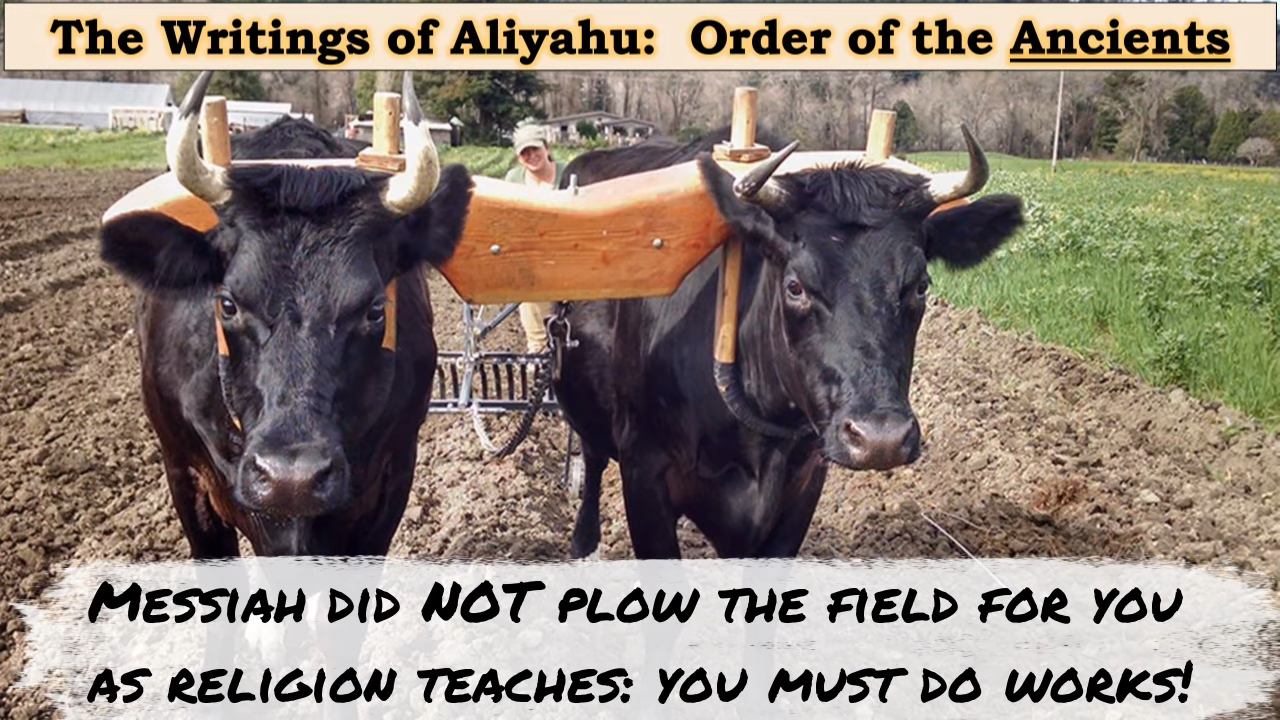 The Writings of Aliyahu: Order of the Ancients
Messiah did NOT plow the field for you
as religion teaches: you must do works!